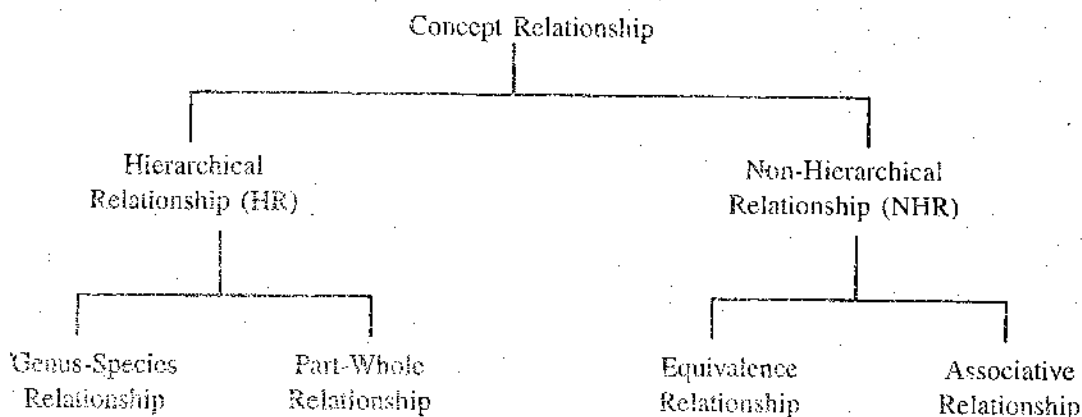 Concept Relationship
Hierarchical
Relationship (HR)
Non-Hierarchical
Relationship (NHR)
Genus-Species
Relationship
Part-Whole
Relationship
Equivalence
Relationship
Associative
Relationship